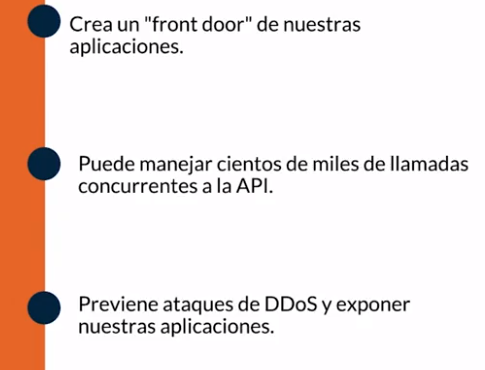 Crea un "front door" de nuestras
aplicaciones.
Puede manejar cientos de miles de llamadas
concurrentes a la API.
Previene ataques de DDoS y exponer
nuestras aplicaciones.